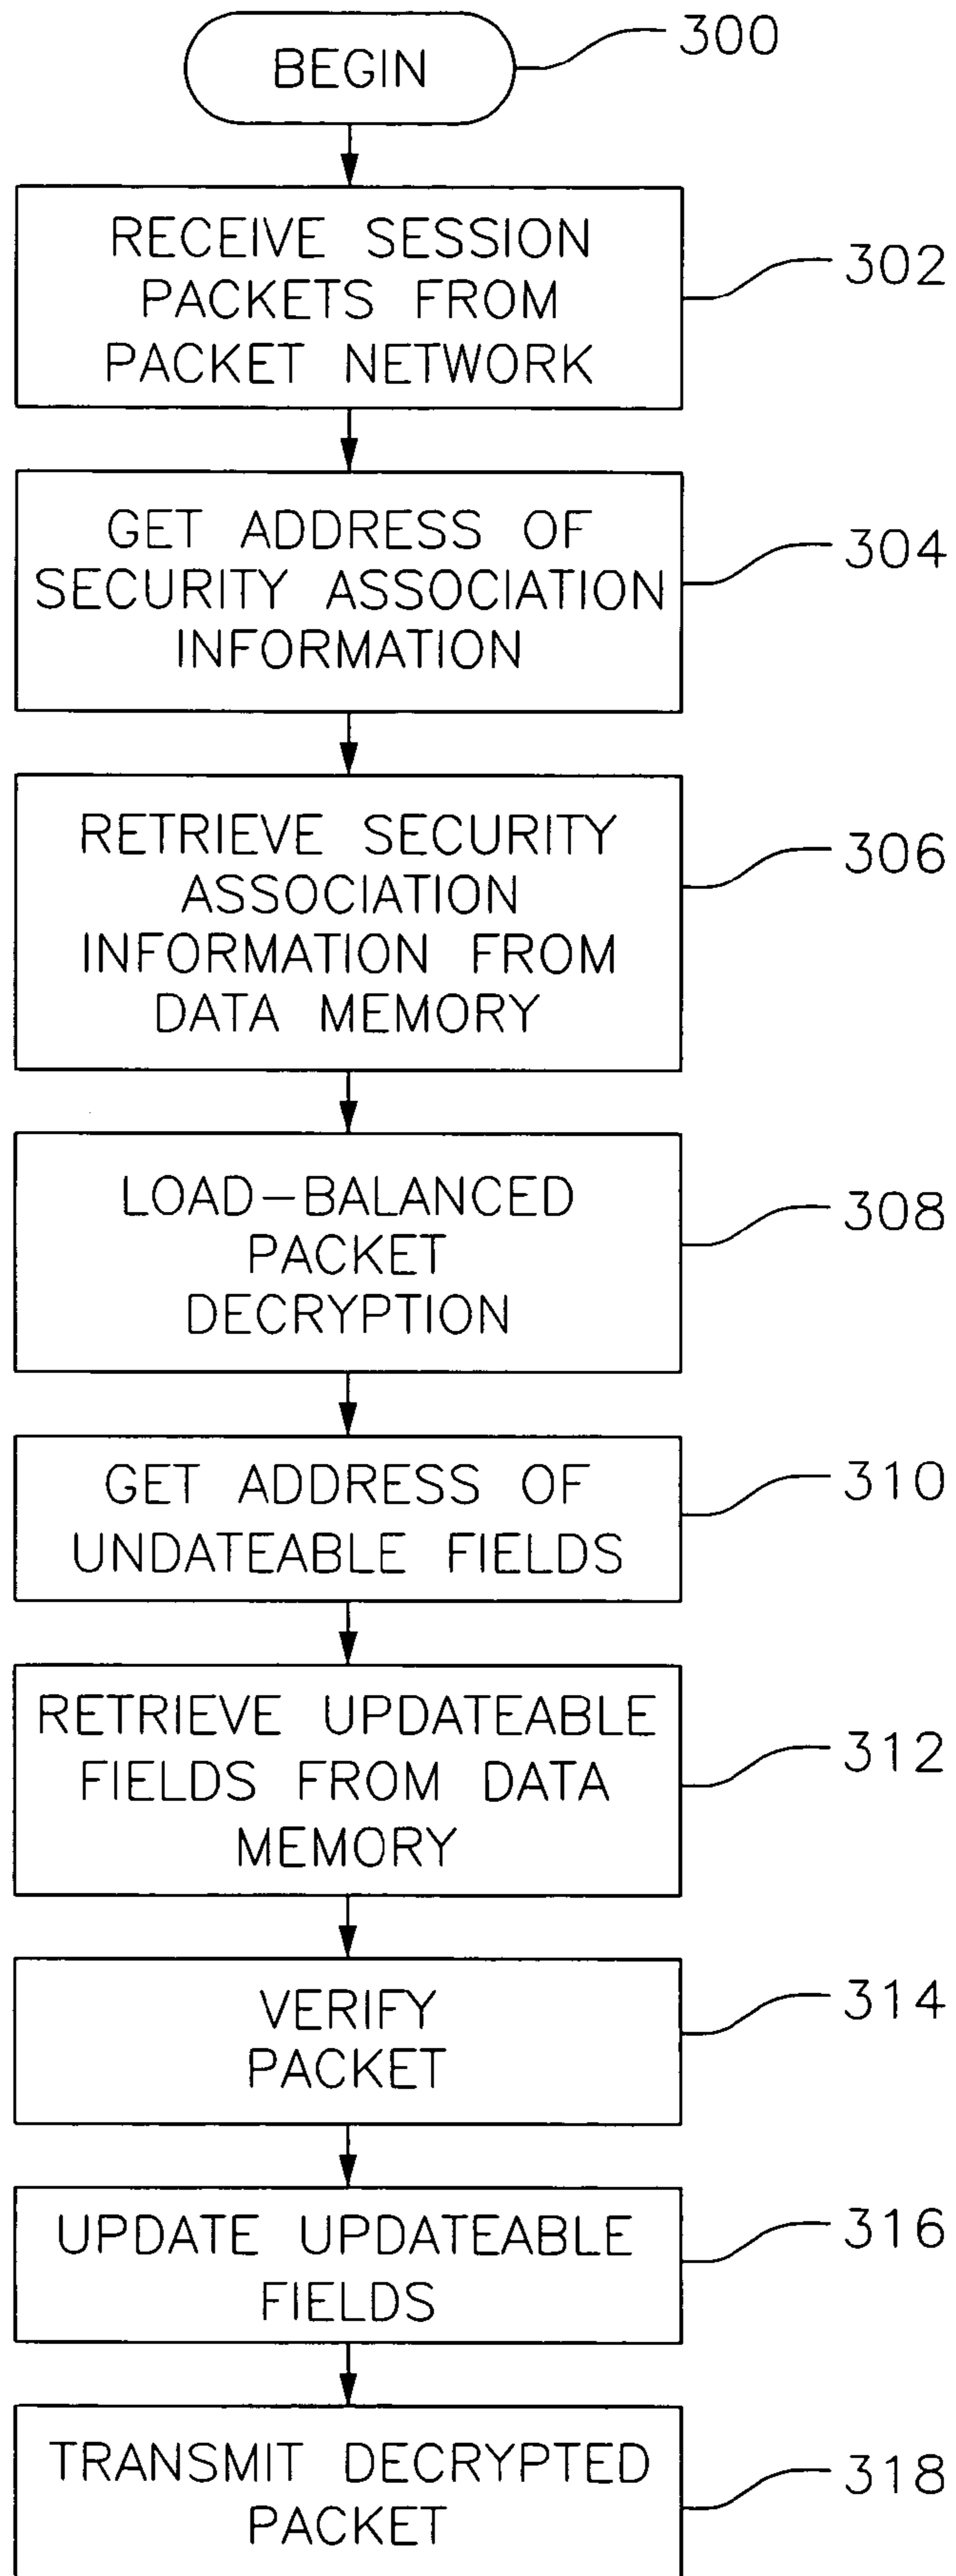 BEGIN
300
RECEIVE SESSION
PACKETS FROM
PACKET NETWORK
302
GET ADDRESS OF
SECURITY ASSOCIATION
INFORMATION
304
RETRIEVE SECURITY
ASSOCIATION
INFORMATION FROM
DATA MEMORY
306
LOAD-BALANCED
PACKET
DECRYPTION
308
GET ADDRESS OF
UNDATEABLE FIELDS
310
RETRIEVE UPDATEABLE
FIELDS FROM DATA
MEMORY
312
VERIFY
PACKET
314
UPDATE UPDATEABLE
FIELDS
316
TRANSMIT DECRYPTED
PACKET
318